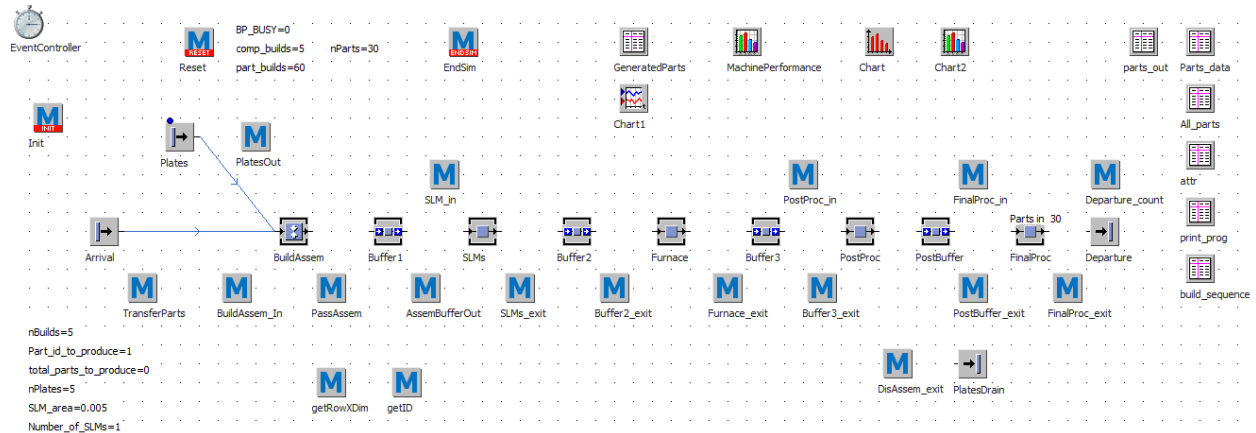 EventController
M
RESET
Reset
BP_BUSY=0
comp_builds=5
nParts=30
part_builds=60
M
ENDSIM
EndSim
GeneratedParts
MachinePerformance
Chart
Chart2
parts_out
Parts_data
M
INIT
Init
Chart1
All_parts
Plates
M
PlatesOut
M
SLM_in
M
PostProc_in
M
FinalProc_in
M
Departure_count
attr
Parts in 30
print_prog
Arrival
BuildAssem
Buffer1
SLMs
Buffer2
Furnace
Buffer3
PostProc
PostBuffer
FinalProc
Departure
build_sequence
M
TransferParts
M
BuildAssem_In
M
PassAssem
M
AssemBufferOut
M
SLMs_exit
M
Buffer2_exit
M
Furnace_exit
M
Buffer3_exit
M
PostBuffer_exit
M
FinalProc_exit
nBuilds=5
Part_id_to_produce=1
total_parts_to_produce=0
nPlates=5
SLM_area=0.005
Number_of_SLMs=1
M
getRowXDim
M
getID
M
DisAssem_exit
PlatesDrain